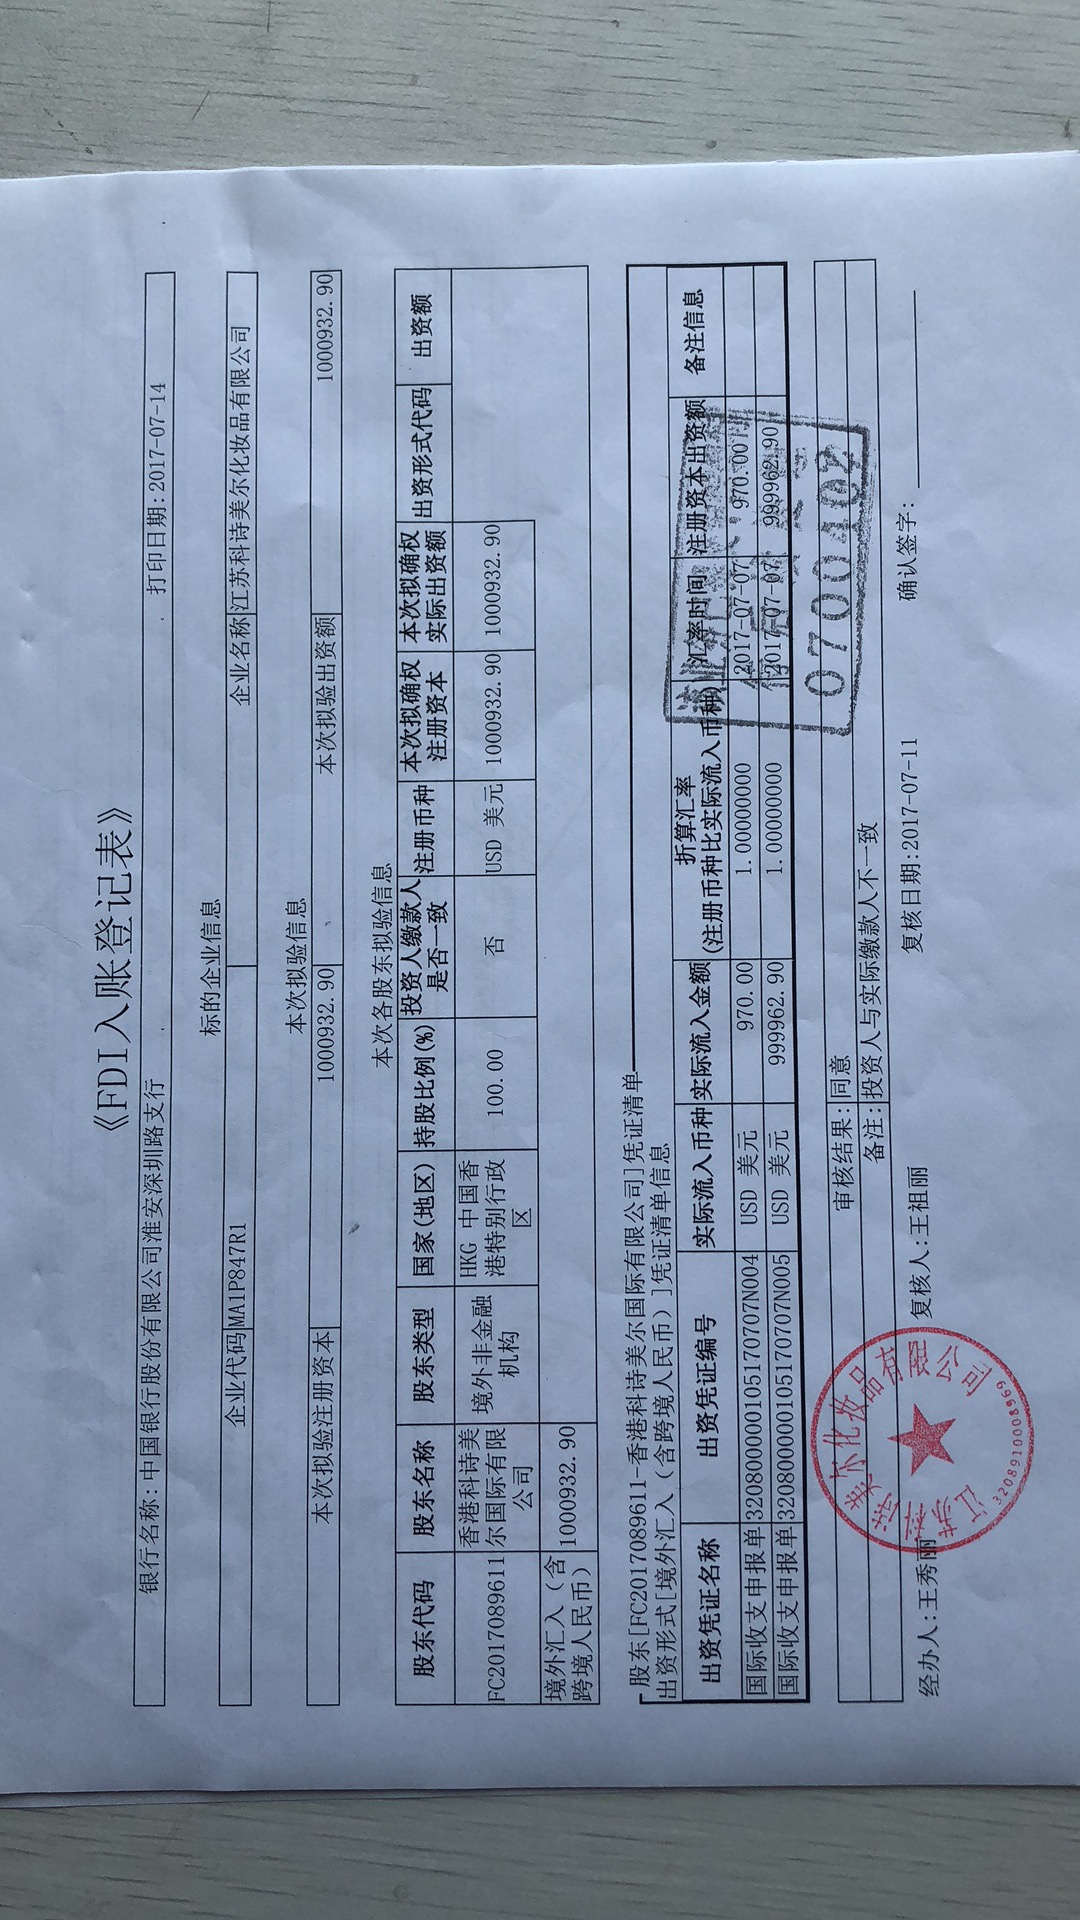 《FDI入账登记表》
银行名称:中国银行股份有限公司淮安深圳路支行 打印日期:2017-07-14
标的企业信息
企业代码 MA1P847R1 企业名称 江苏科诗美尔化妆品有限公司
本次拟验信息
本次拟验注册资本 1000932.90 本次拟验出资额 1000932.90
本次各股东拟验信息
股东代码 股东名称 股东类型 国家(地区) 持股比例(%) 投资人缴款人是否一致 注册币种 本次拟确权注册资本 本次拟确权实际出资额 出资形式代码 出资额
FC2017089611 香港科诗美尔国际有限公司 境外非金融机构 HKG 中国香港特别行政区 100.00 否 USD 美元 1000932.90 1000932.90
境外汇入（含跨境人民币） 1000932.90
股东[FC2017089611-香港科诗美尔国际有限公司]凭证清单
出资形式[境外汇入（含跨境人民币）]凭证清单信息
出资凭证名称 出资凭证编号 实际流入币种 实际流入金额 折算汇率(注册币种比实际流入币种) 汇率时间 注册资本出资额 备注信息
国际收支申报单 320800000105170707N004 USD 美元 970.00 1.00000000 2017-07-07 970.00
国际收支申报单 320800000105170707N005 USD 美元 999962.90 1.00000000 2017-07-07 999962.90
0700402
审核结果: 同意
备注: 投资人与实际缴款人不一致
经办人:王秀丽 复核人:王祖丽 复核日期:2017-07-11 确认签字:
江苏科诗美尔化妆品有限公司
3208910008969